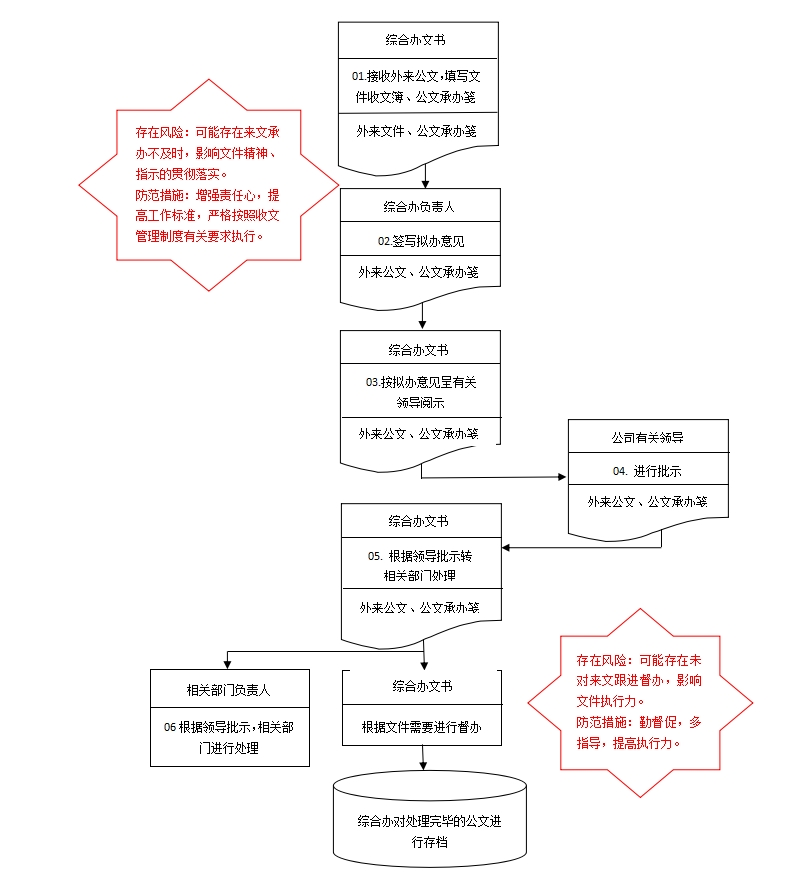 综合办文书
01.接收外来公文，填写文
件收文簿、公文承办笺
外来文件、公文承办笺
存在风险：可能存在来文承
办不及时，影响文件精神、
指示的贯彻落实。
防范措施：增强责任心，提
高工作标准，严格按照收文
管理制度有关要求执行。
综合办负责人
02.签写拟办意见
外来公文、公文承办笺
综合办文书
03.按拟办意见呈有关
领导阅示
外来公文、公文承办笺
公司有关领导
04. 进行批示
外来公文、公文承办笺
综合办文书
05. 根据领导批示转
相关部门处理
外来公文、公文承办笺
相关部门负责人
06 根据领导批示，相关部
门进行处理
综合办文书
根据文件需要进行督办
存在风险：可能存在未
对来文跟进督办，影响
文件执行力。
防范措施：勤督促，多
指导，提高执行力。
综合办对处理完毕的公文进
行存档